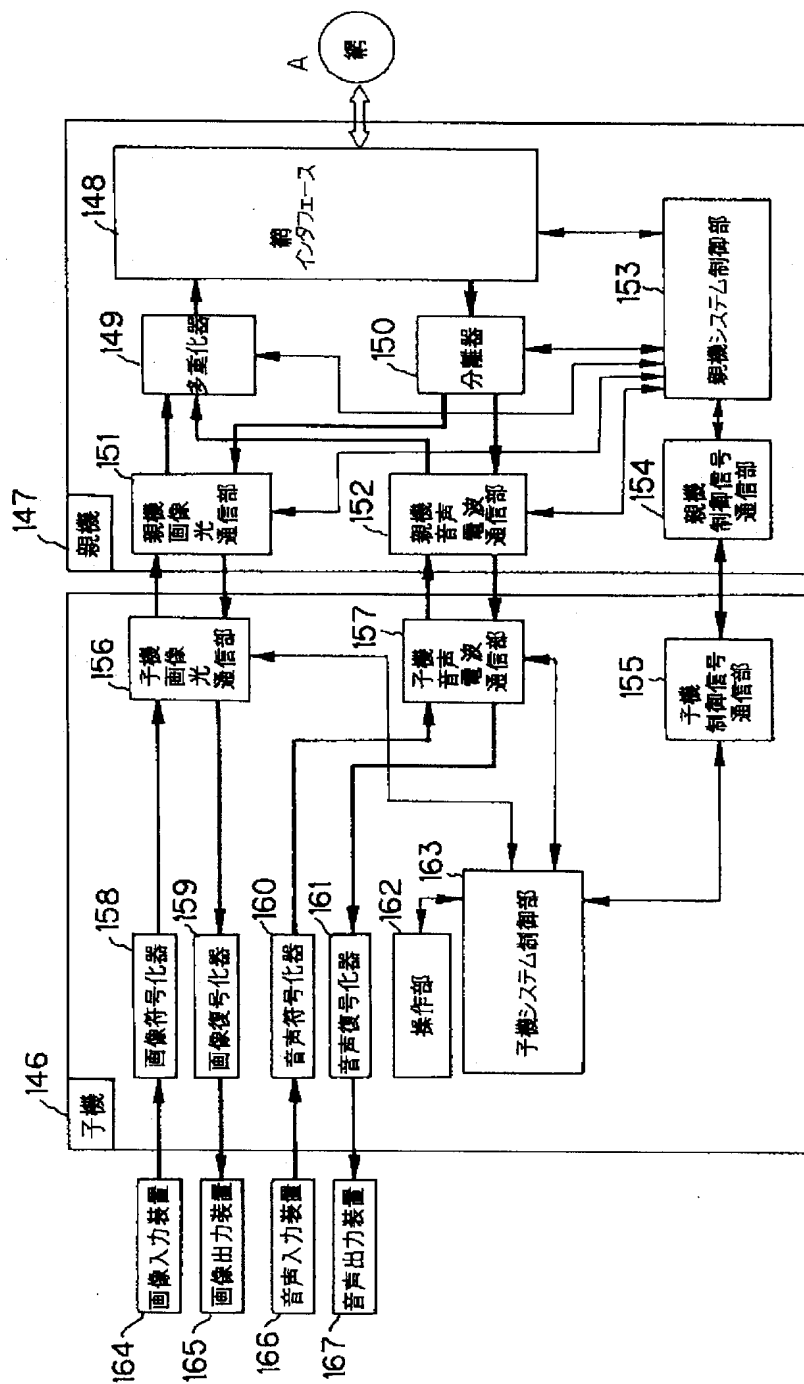 146
子機
164
画像入力装置
165
画像出力装置
166
音声入力装置
167
音声出力装置
158
画像符号化器
159
画像復号化器
160
音声符号化器
161
音声復号化器
162
操作部
163
子機システム制御部
156
子機
画像
光
通信部
157
子機
音声
電波
通信部
155
子機
制御信号
通信部
147
親機
151
親機
画像
光
通信部
152
親機
音声
電波
通信部
154
親機
制御信号
通信部
149
多重化器
150
分離器
153
親機システム制御部
148
網
インタフェース
A
網